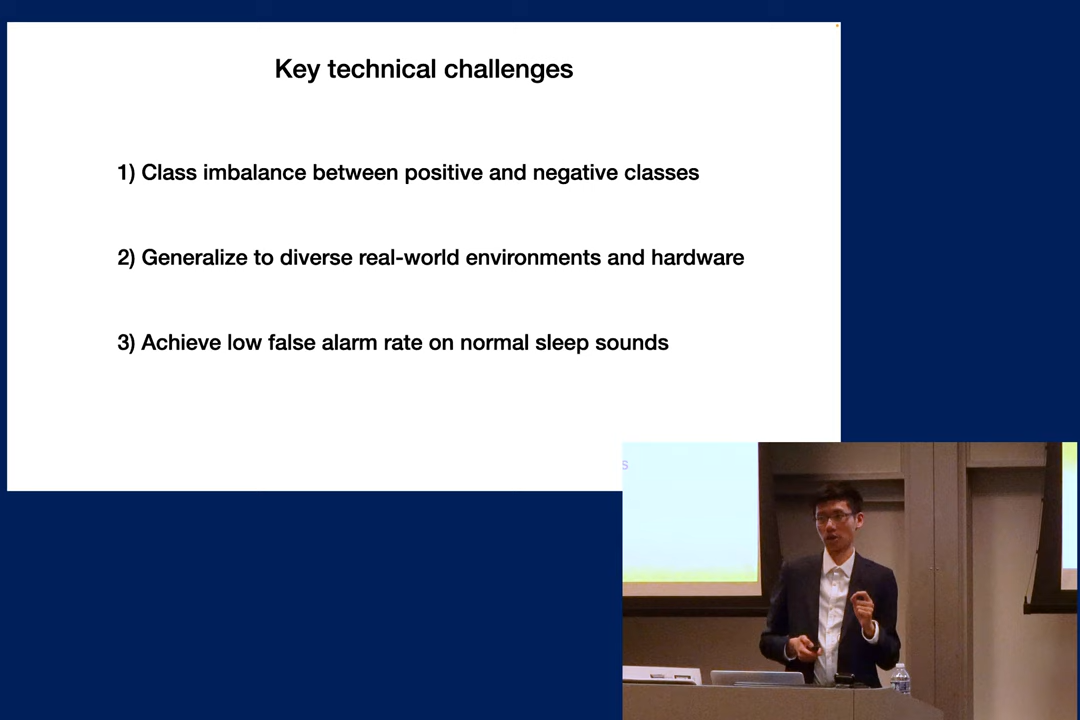 Key technical challenges
1) Class imbalance between positive and negative classes
2) Generalize to diverse real-world environments and hardware
3) Achieve low false alarm rate on normal sleep sounds
s